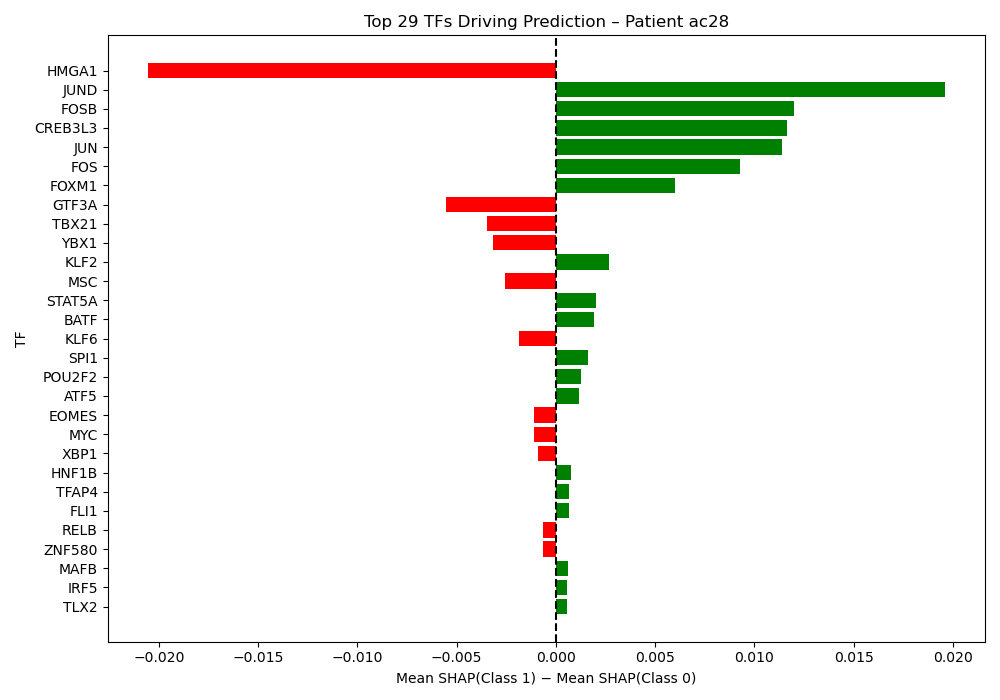 Top 29 TFs Driving Prediction – Patient ac28
HMGA1
JUND
FOSB
CREB3L3
JUN
FOS
FOXM1
GTF3A
TBX21
YBX1
KLF2
MSC
STAT5A
BATF
KLF6
SPI1
POU2F2
ATF5
EOMES
MYC
XBP1
HNF1B
TFAP4
FLI1
RELB
ZNF580
MAFB
IRF5
TLX2
TF
−0.020 −0.015 −0.010 −0.005 0.000 0.005 0.010 0.015 0.020
Mean SHAP(Class 1) − Mean SHAP(Class 0)